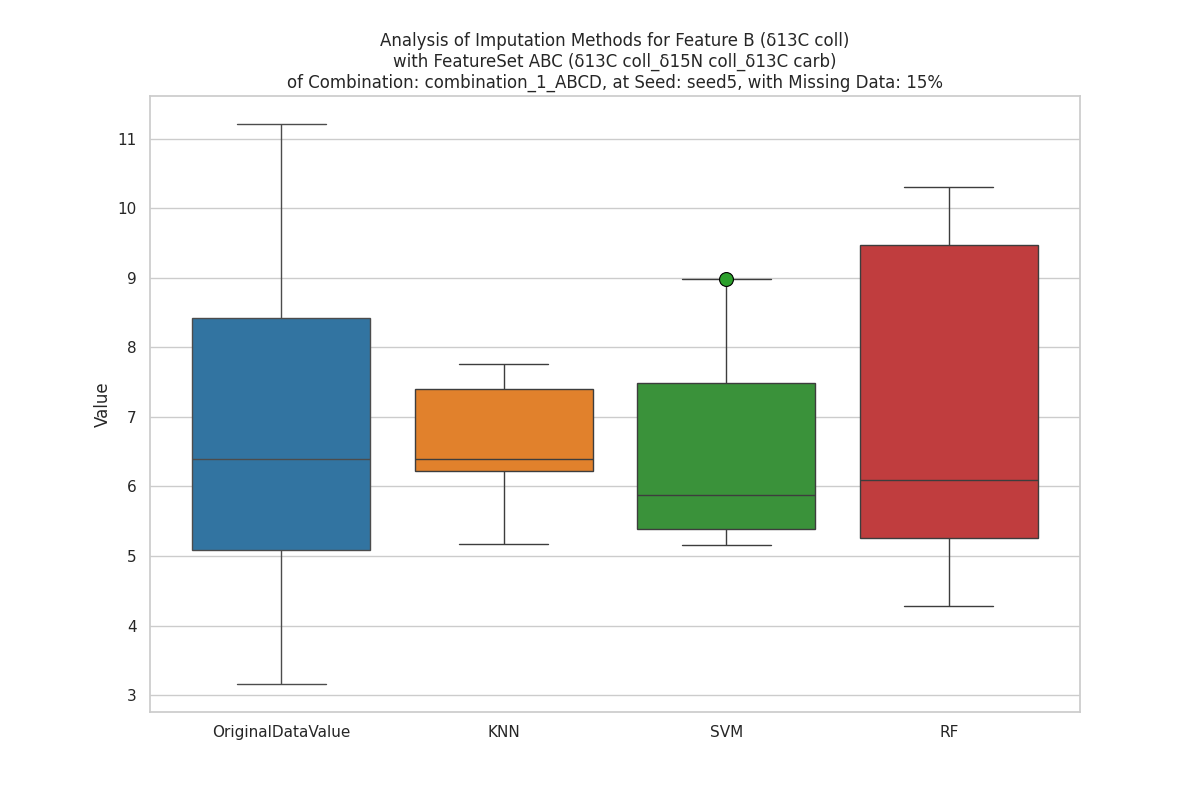 Analysis of Imputation Methods for Feature B (δ13C coll)
with FeatureSet ABC (δ13C coll_δ15N coll_δ13C carb)
of Combination: combination_1_ABCD, at Seed: seed5, with Missing Data: 15%
11
10
9
8
7
6
5
4
3
Value
OriginalDataValue
KNN
SVM
RF